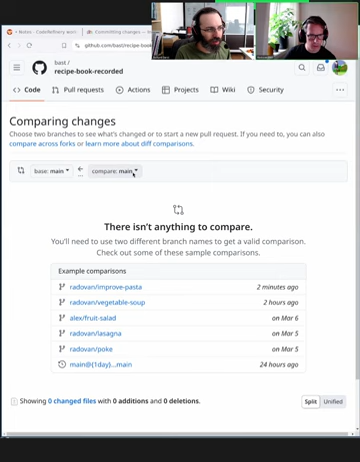 Notes - CodeRefinery wor
Committing changes —
github.com/bast/recipe-book
bast /
recipe-book-recorded
Code
Pull requests
Actions
Projects
Wiki
Security
Comparing changes
Choose two branches to see what's changed or to start a new pull request. If you need to, you can also
compare across forks or learn more about diff comparisons.
base: main
compare: main
There isn't anything to compare.
You'll need to use two different branch names to get a valid comparison.
Check out some of these sample comparisons.
Example comparisons
radovan/improve-pasta 2 minutes ago
radovan/vegetable-soup 2 hours ago
alex/fruit-salad on Mar 6
radovan/lasagna on Mar 5
radovan/poke on Mar 5
main@{1day}...main 24 hours ago
Showing 0 changed files with 0 additions and 0 deletions.
Split Unified